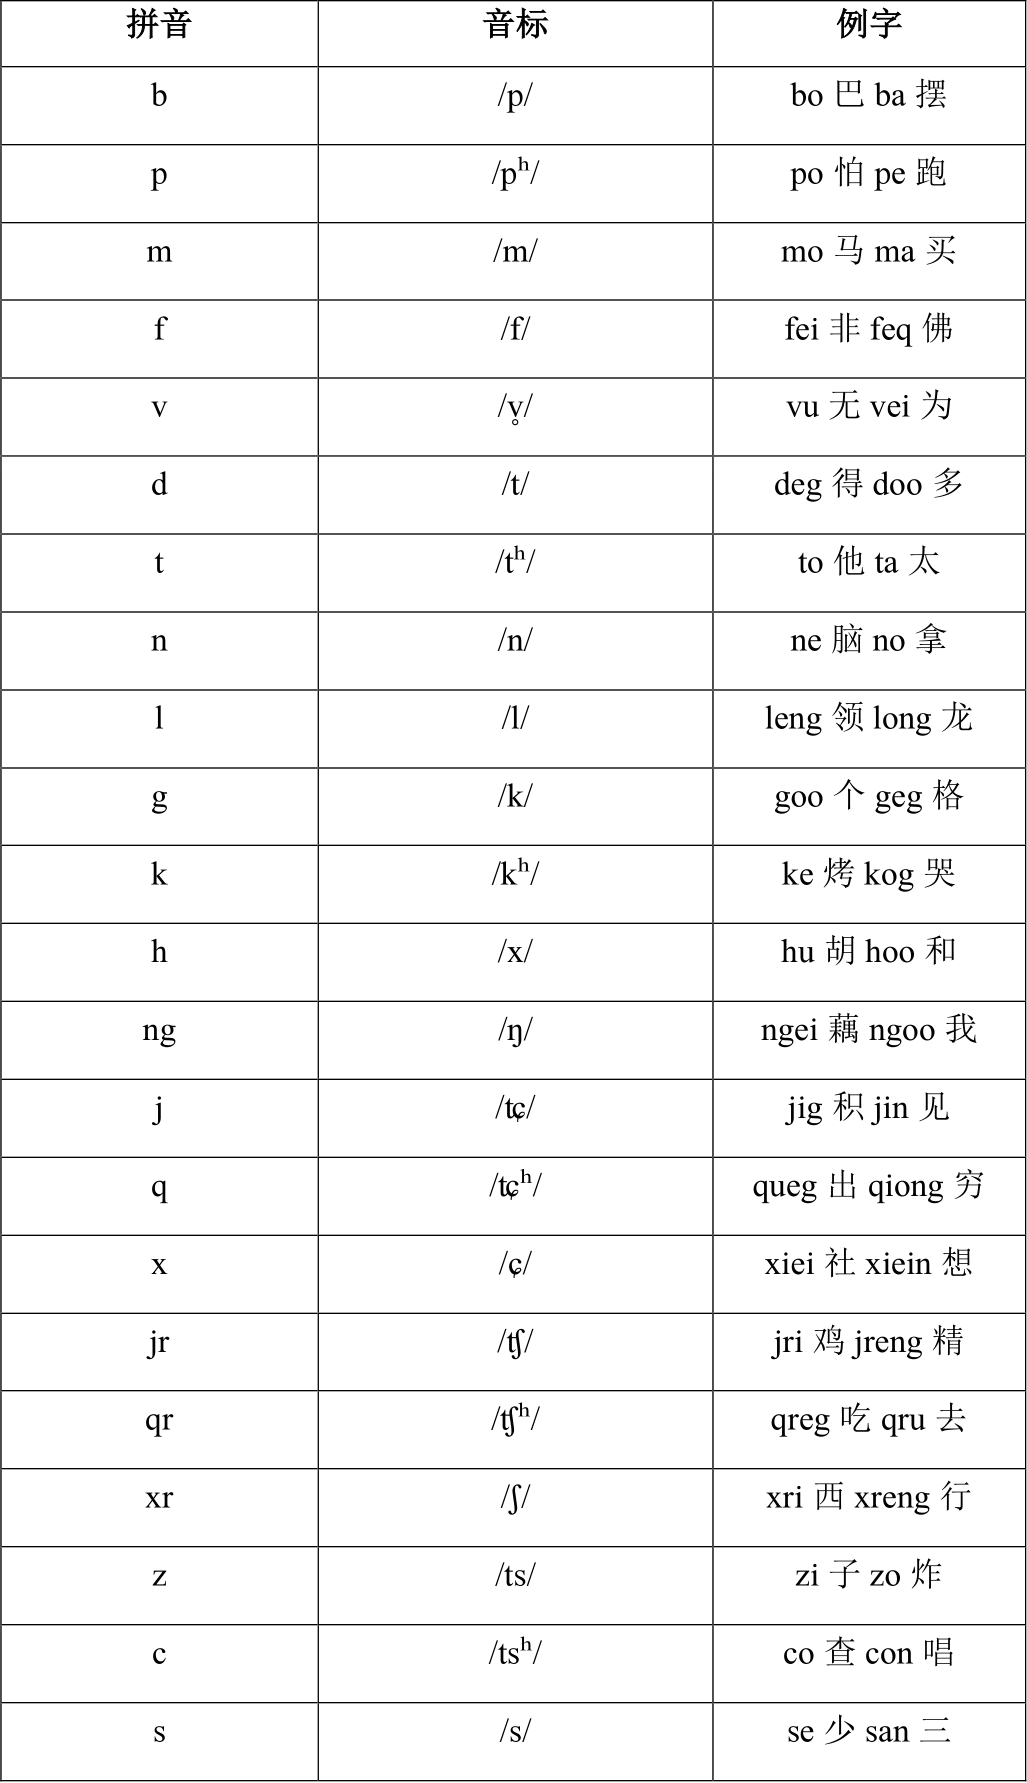 拼音 音标 例字
b /p/ bo 巴 ba 摆
p /pʰ/ po 怕 pe 跑
m /m/ mo 马 ma 买
f /f/ fei 非 feq 佛
v /v̥/ vu 无 vei 为
d /t/ deg 得 doo 多
t /tʰ/ to 他 ta 太
n /n/ ne 脑 no 拿
l /l/ leng 领 long 龙
g /k/ goo 个 geg 格
k /kʰ/ ke 烤 kog 哭
h /x/ hu 胡 hoo 和
ng /ŋ/ ngei 藕 ngoo 我
j /ʨ/ jig 积 jin 见
q /ʨʰ/ queg 出 qiong 穷
x /ɕ/ xiei 社 xiein 想
jr /ʧ/ jri 鸡 jreng 精
qr /ʧʰ/ qreg 吃 qru 去
xr /ʃ/ xri 西 xreng 行
z /ts/ zi 子 zo 炸
c /tsʰ/ co 查 con 唱
s /s/ se 少 san 三